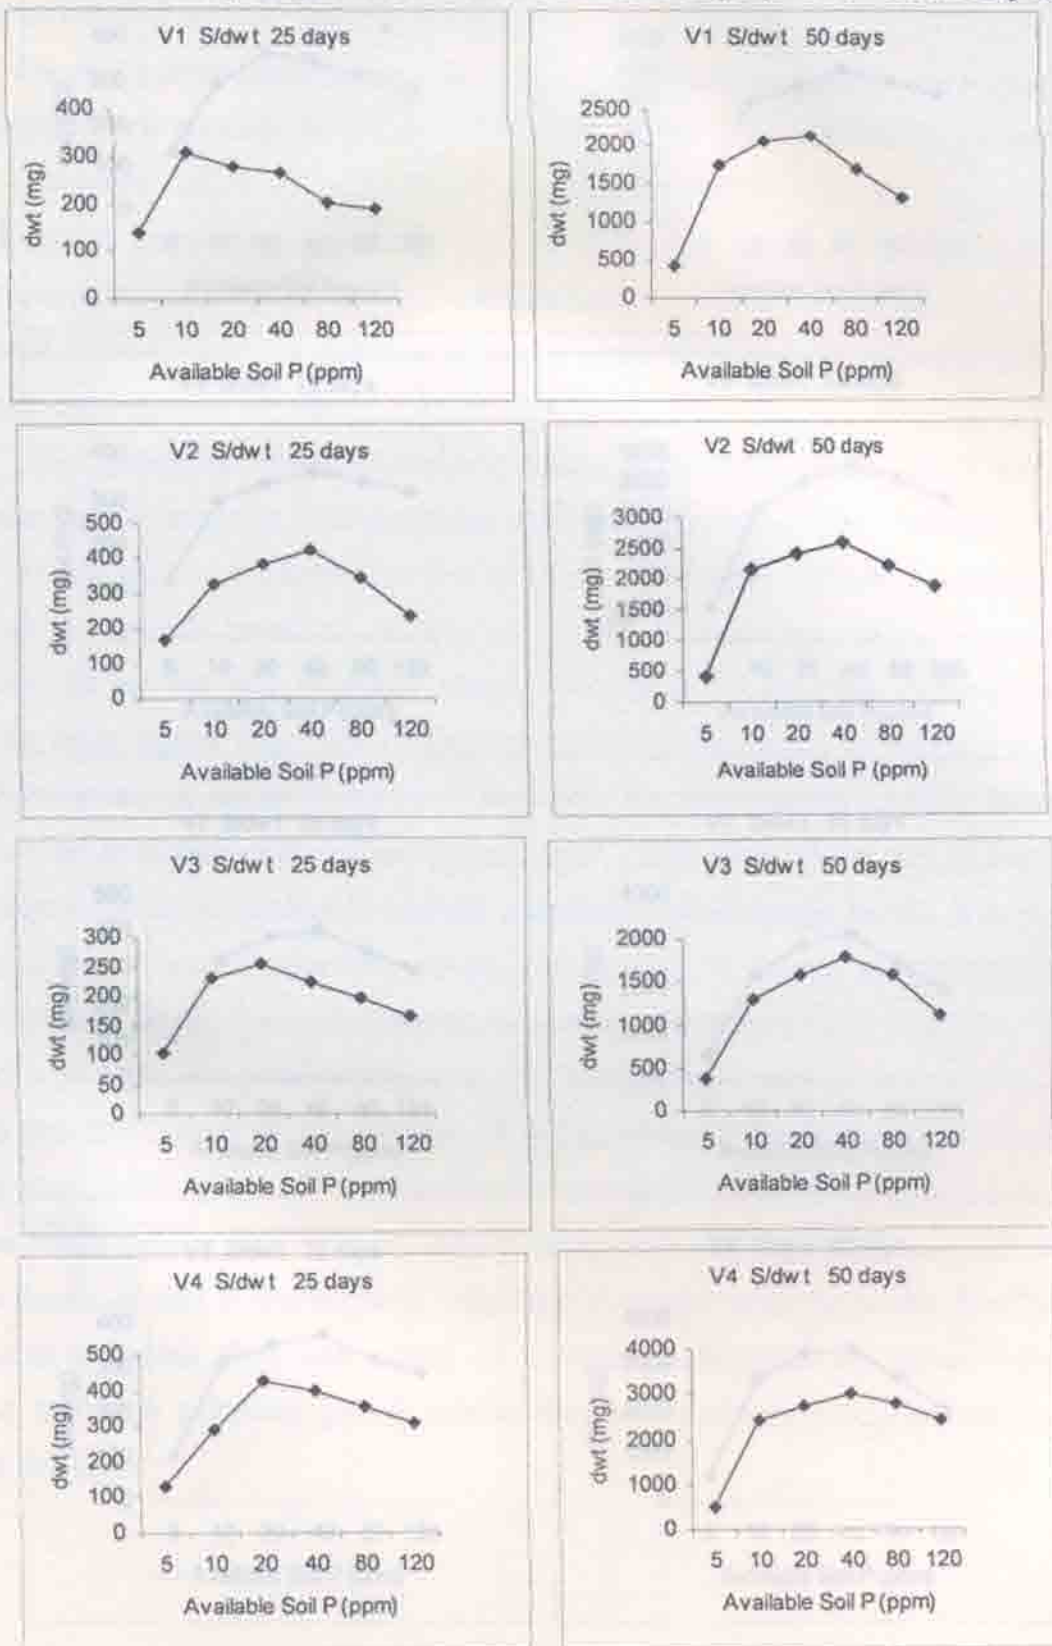 V1 S/dwt 25 days
400
300
200
100
0
dwt (mg)
5 10 20 40 80 120
Available Soil P (ppm)
V1 S/dwt 50 days
2500
2000
1500
1000
500
0
dwt (mg)
5 10 20 40 80 120
Available Soil P (ppm)
V2 S/dwt 25 days
500
400
300
200
100
0
dwt (mg)
5 10 20 40 80 120
Available Soil P (ppm)
V2 S/dwt 50 days
3000
2500
2000
1500
1000
500
0
dwt (mg)
5 10 20 40 80 120
Available Soil P (ppm)
V3 S/dwt 25 days
300
250
200
150
100
50
0
dwt (mg)
5 10 20 40 80 120
Available Soil P (ppm)
V3 S/dwt 50 days
2000
1500
1000
500
0
dwt (mg)
5 10 20 40 80 120
Available Soil P (ppm)
V4 S/dwt 25 days
500
400
300
200
100
0
dwt (mg)
5 10 20 40 80 120
Available Soil P (ppm)
V4 S/dwt 50 days
4000
3000
2000
1000
0
dwt (mg)
5 10 20 40 80 120
Available Soil P (ppm)